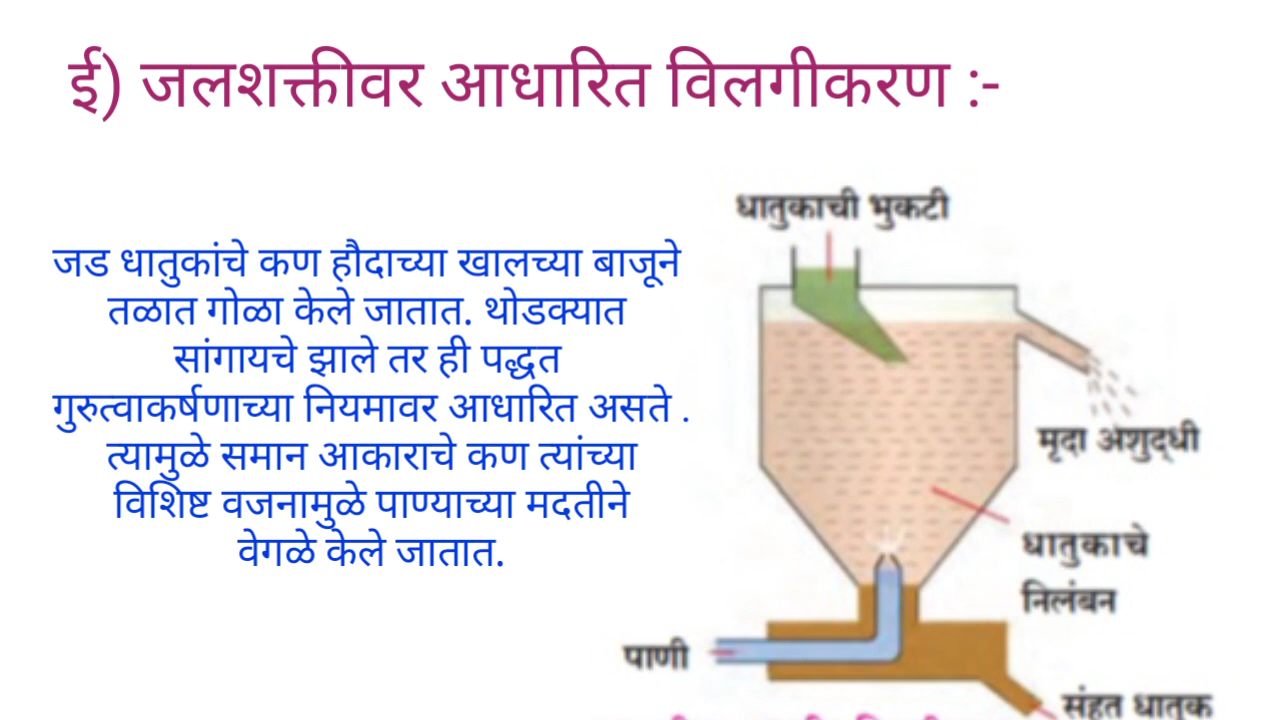 ई) जलशक्तीवर आधारित विलगीकरण :-
जड धातुकांचे कण हौदाच्या खालच्या बाजूने
तळात गोळा केले जातात. थोडक्यात
सांगायचे झाले तर ही पद्धत
गुरुत्वाकर्षणाच्या नियमावर आधारित असते .
त्यामुळे समान आकाराचे कण त्यांच्या
विशिष्ट वजनामुळे पाण्याच्या मदतीने
वेगळे केले जातात.
धातुकाची भुकटी
मृदा अशुद्धी
धातुकाचे
निलंबन
पाणी
संहत धातुक